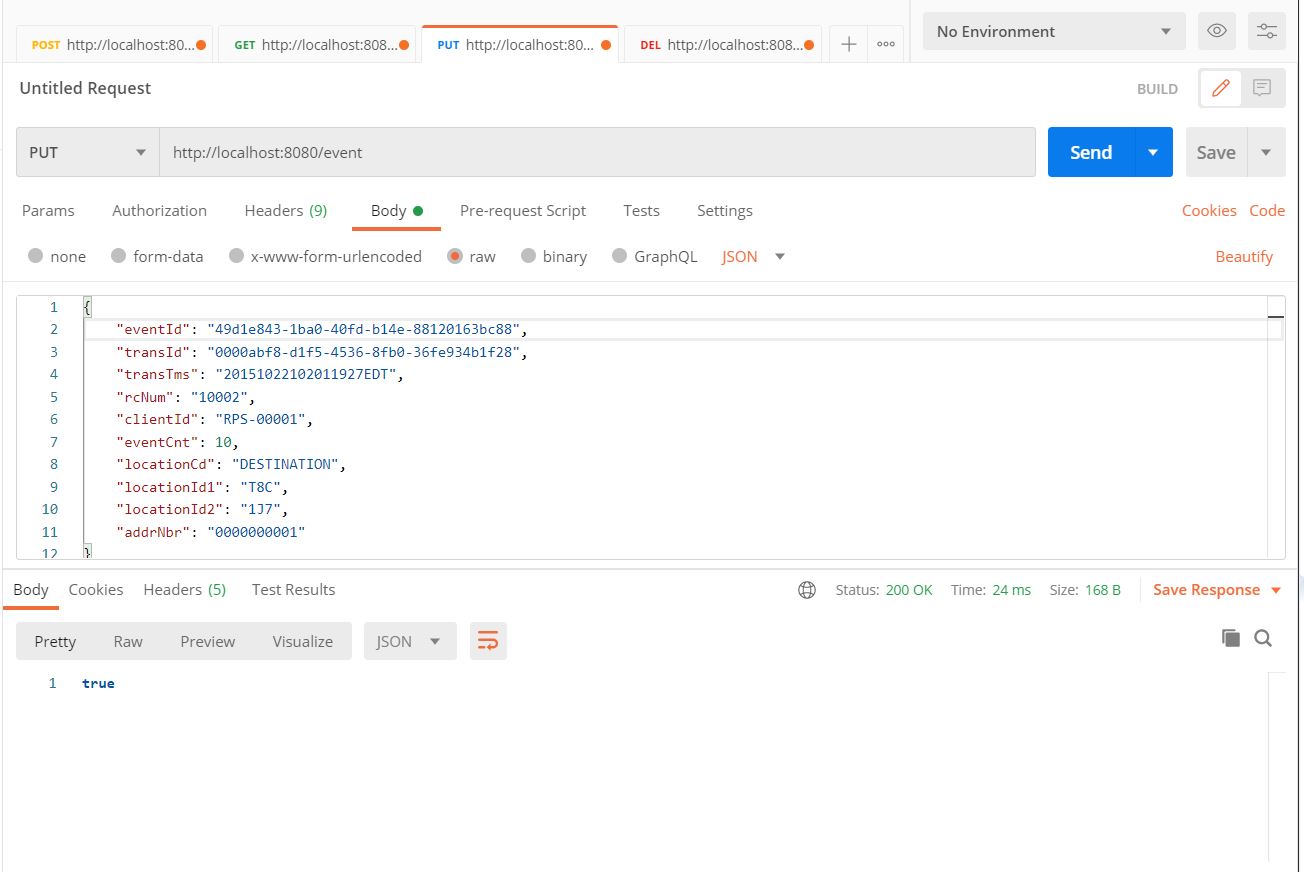 POST http://localhost:80... GET http://localhost:808... PUT http://localhost:80... DEL http://localhost:808... No Environment
Untitled Request BUILD
PUT http://localhost:8080/event Send Save
Params Authorization Headers (9) Body Pre-request Script Tests Settings Cookies Code
none form-data x-www-form-urlencoded raw binary GraphQL JSON Beautify
1 {
2 "eventId": "49d1e843-1ba0-40fd-b14e-88120163bc88",
3 "transId": "0000abf8-d1f5-4536-8fb0-36fe934b1f28",
4 "transTms": "20151022102011927EDT",
5 "rcNum": "10002",
6 "clientId": "RPS-00001",
7 "eventCnt": 10,
8 "locationCd": "DESTINATION",
9 "locationId1": "T8C",
10 "locationId2": "1J7",
11 "addrNbr": "0000000001"
12 }
Body Cookies Headers (5) Test Results Status: 200 OK Time: 24 ms Size: 168 B Save Response
Pretty Raw Preview Visualize JSON
1 true